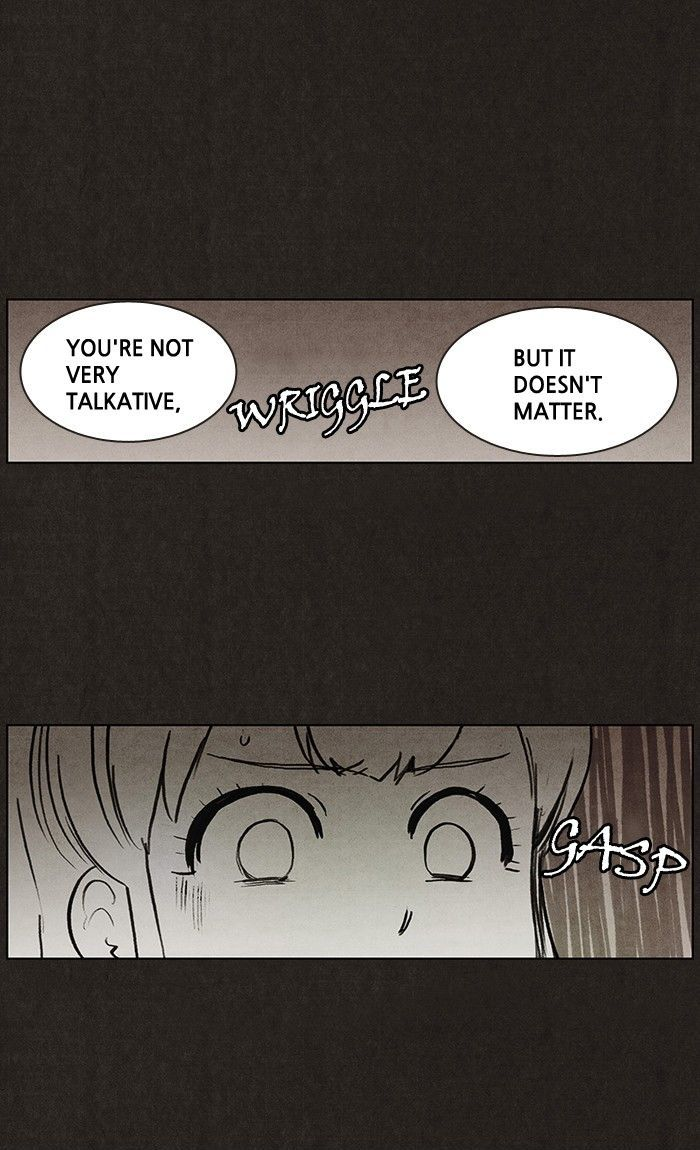 YOU'RE NOT
VERY
TALKATIVE,
WRIGGLE
BUT IT
DOESN'T
MATTER.
GASP